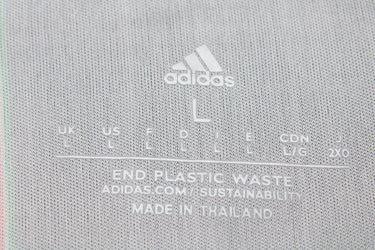 adidas
L
UK US F D I E CDN J
L L L L L L L/G 2XO
END PLASTIC WASTE
ADIDAS.COM/ SUSTAINABILITY
MADE IN THAILAND